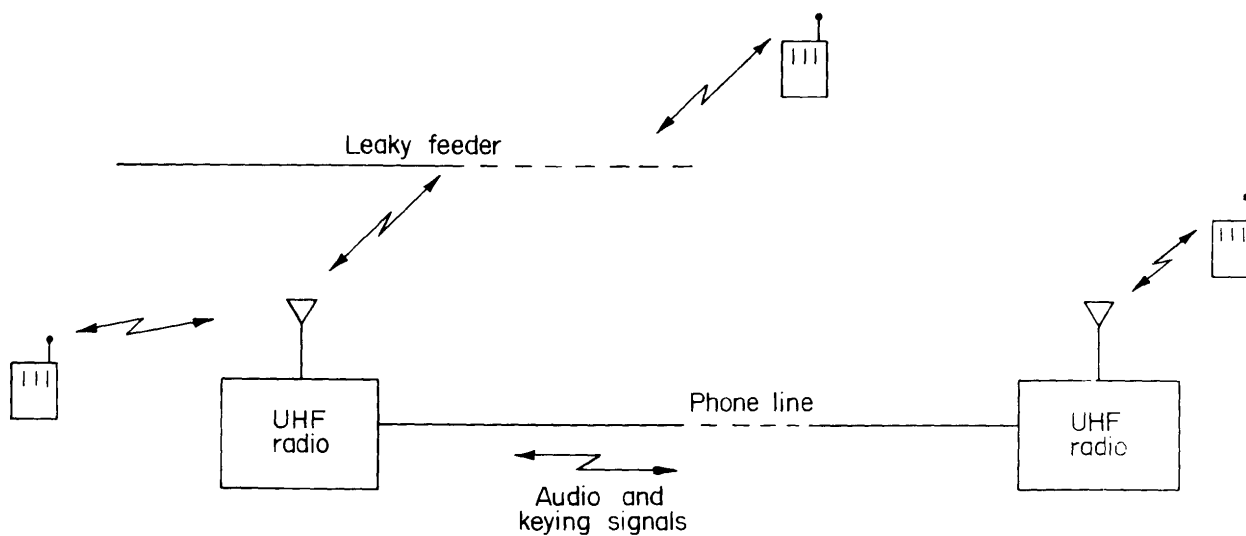 Leaky feeder
Phone line
UHF
radio
UHF
radio
Audio and
keying signals